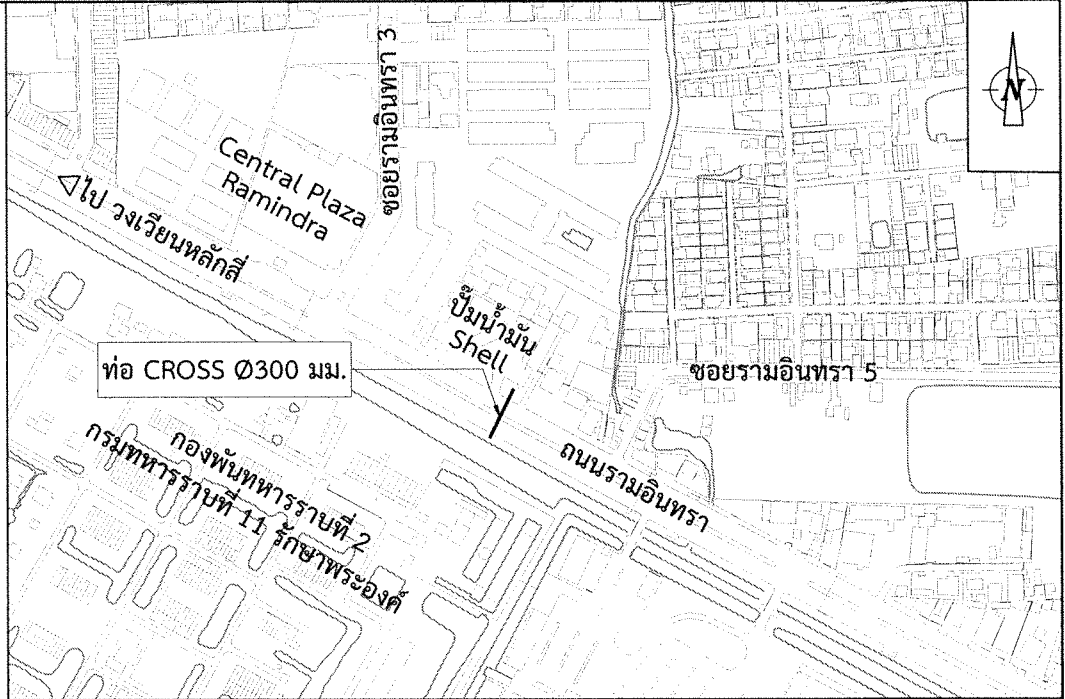 ซอยรามอินทรา 3
N
Central Plaza
Ramindra
ไป วงเวียนหลักสี่
ปั๊มน้ำมัน
Shell
ท่อ CROSS Ø300 มม.
ซอยรามอินทรา 5
ถนนรามอินทรา
กองพันทหารราบที่ 2
กรมทหารราบที่ 11 รักษาพระองค์